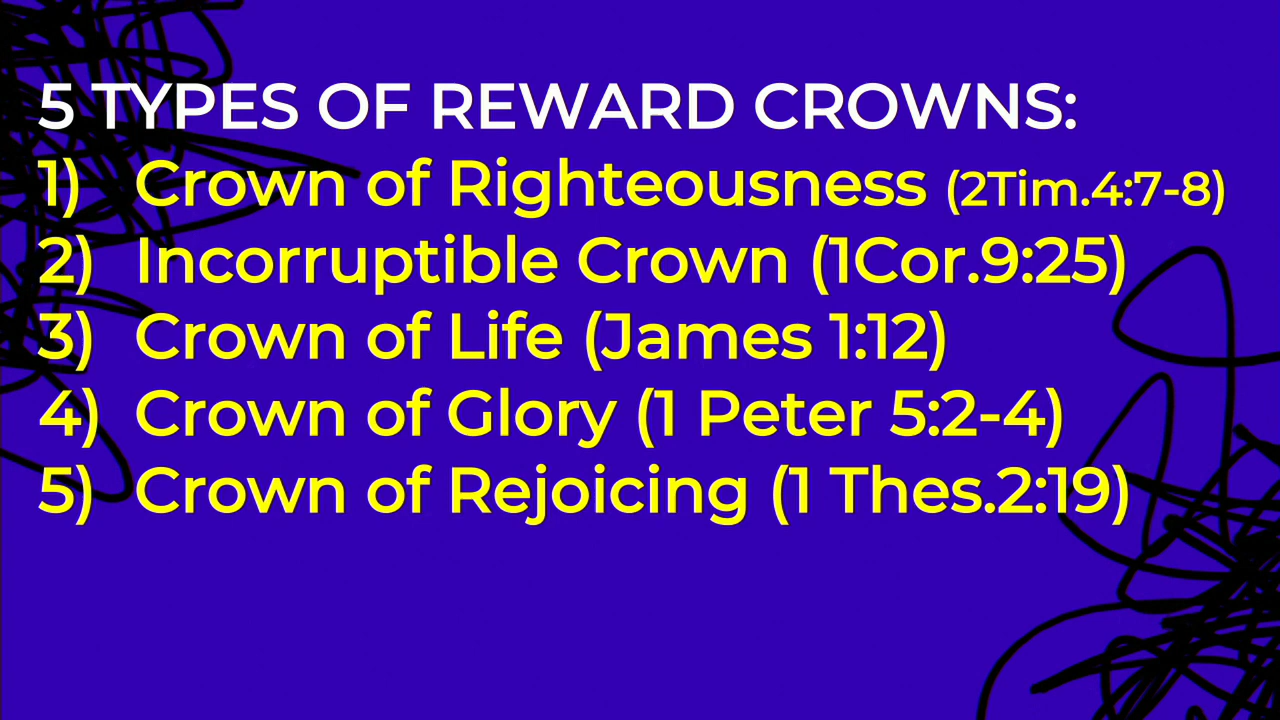 5 TYPES OF REWARD CROWNS:
1) Crown of Righteousness (2Tim.4:7-8)
2) Incorruptible Crown (1Cor.9:25)
3) Crown of Life (James 1:12)
4) Crown of Glory (1 Peter 5:2-4)
5) Crown of Rejoicing (1 Thes.2:19)